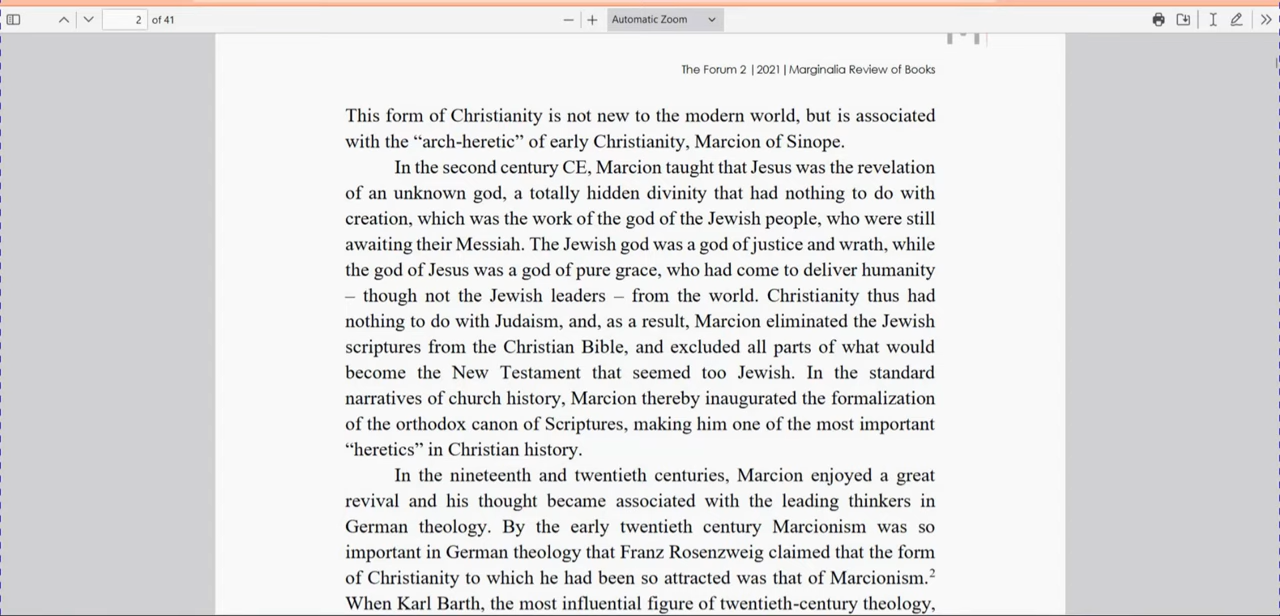 2 of 41
Automatic Zoom
The Forum 2 | 2021 | Marginalia Review of Books
This form of Christianity is not new to the modern world, but is associated
with the “arch-heretic” of early Christianity, Marcion of Sinope.
In the second century CE, Marcion taught that Jesus was the revelation
of an unknown god, a totally hidden divinity that had nothing to do with
creation, which was the work of the god of the Jewish people, who were still
awaiting their Messiah. The Jewish god was a god of justice and wrath, while
the god of Jesus was a god of pure grace, who had come to deliver humanity
– though not the Jewish leaders – from the world. Christianity thus had
nothing to do with Judaism, and, as a result, Marcion eliminated the Jewish
scriptures from the Christian Bible, and excluded all parts of what would
become the New Testament that seemed too Jewish. In the standard
narratives of church history, Marcion thereby inaugurated the formalization
of the orthodox canon of Scriptures, making him one of the most important
“heretics” in Christian history.
In the nineteenth and twentieth centuries, Marcion enjoyed a great
revival and his thought became associated with the leading thinkers in
German theology. By the early twentieth century Marcionism was so
important in German theology that Franz Rosenzweig claimed that the form
of Christianity to which he had been so attracted was that of Marcionism.2
When Karl Barth, the most influential figure of twentieth-century theology,